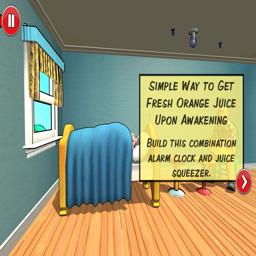 Simple Way to Get
Fresh Orange Juice
Upon Awakening
Build this combination
alarm clock and juice
squeezer.